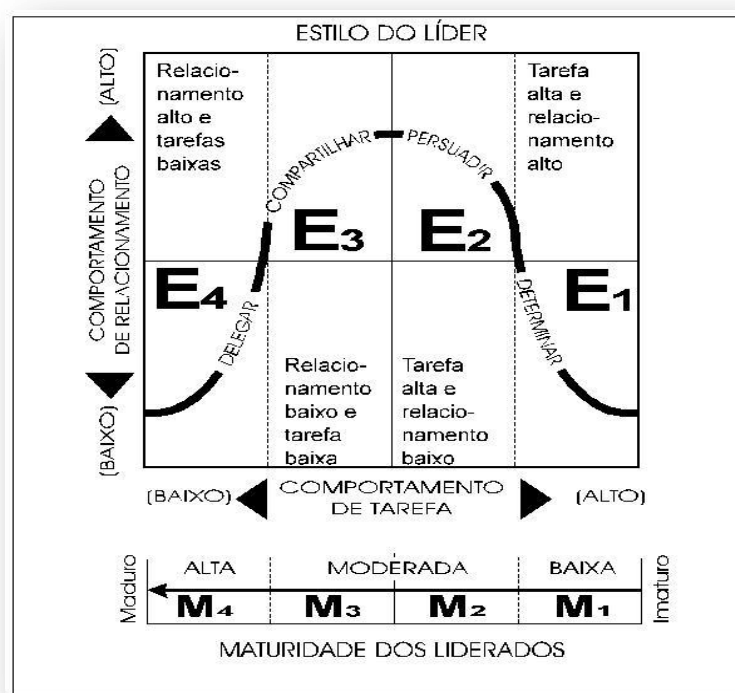 ESTILO DO LÍDER
(ALTO)
COMPORTAMENTO
DE RELACIONAMENTO
(BAIXO)
Relacio-
namento
alto e
tarefas
baixas
Tarefa
alta e
relacio-
namento
alto
COMPARTILHAR
PERSUADIR
E3
E2
E4
E1
DELEGAR
DETERMINAR
Relacio-
namento
baixo e
tarefa
baixa
Tarefa
alta e
relacio-
namento
baixo
(BAIXO)
COMPORTAMENTO
DE TAREFA
(ALTO)
Maduro
ALTA
MODERADA
BAIXA
Imaturo
M4
M3
M2
M1
MATURIDADE DOS LIDERADOS